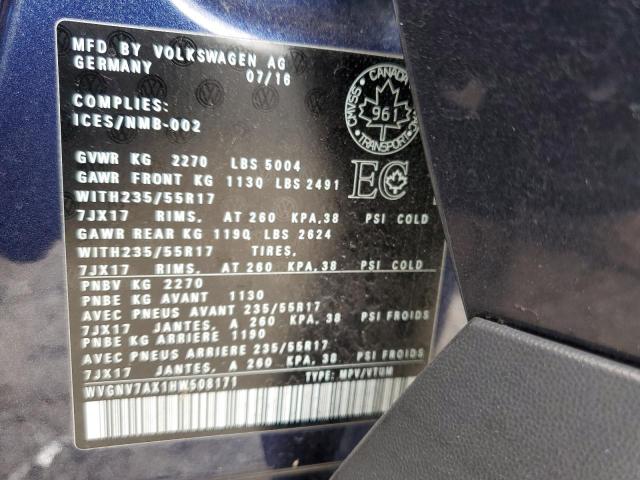 MFD BY VOLKSWAGEN AG
GERMANY 07/16
COMPLIES:
ICES/NMB-002
CANADA
CMVSS NSVAC
961
TRANSPORT
GVWR KG 2270 LBS 5004
GAWR FRONT KG 1130 LBS 2491
WITH235/55R17
EC
7JX17 RIMS, AT 260 KPA,38 PSI COLD
GAWR REAR KG 1190 LBS 2624
WITH235/55R17 TIRES,
7JX17 RIMS, AT 260 KPA,38 PSI COLD
PNBV KG 2270
PNBE KG AVANT 1130
AVEC PNEUS AVANT 235/55R17
7JX17 JANTES, A 260 KPA, 38 PSI FROIDS
PNBE KG ARRIERE 1190
AVEC PNEUS ARRIERE 235/55R17
7JX17 JANTES, A 260 KPA, 38 PSI FROIDS
WVGNV7AX1HW508171 TYPE: MPV/VTUM